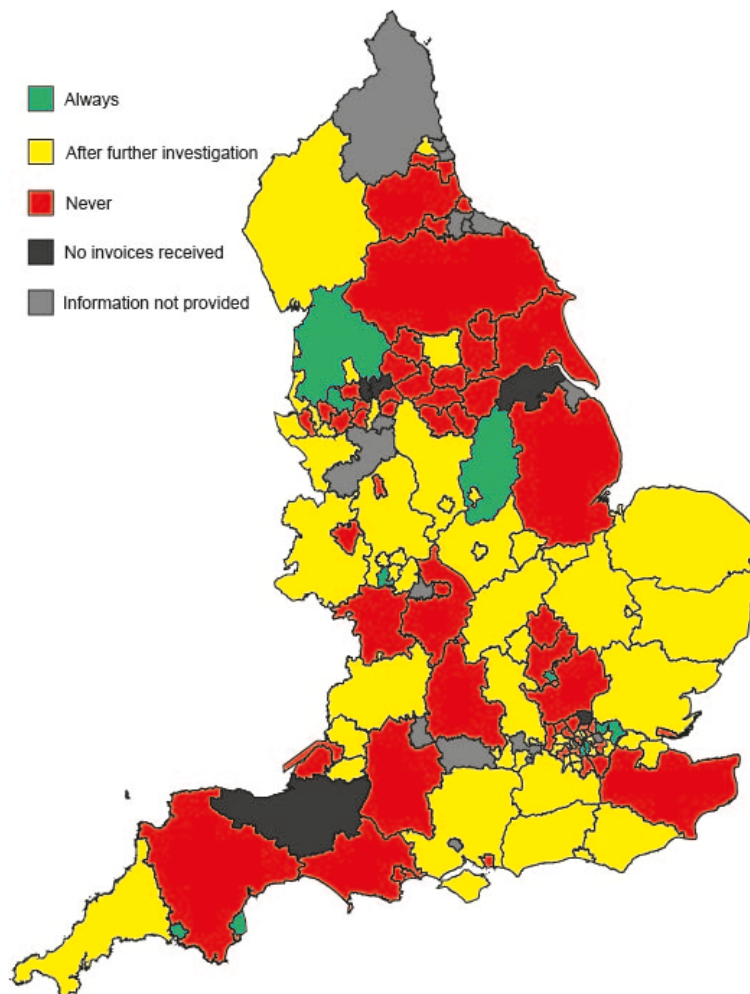 Always
After further investigation
Never
No invoices received
Information not provided